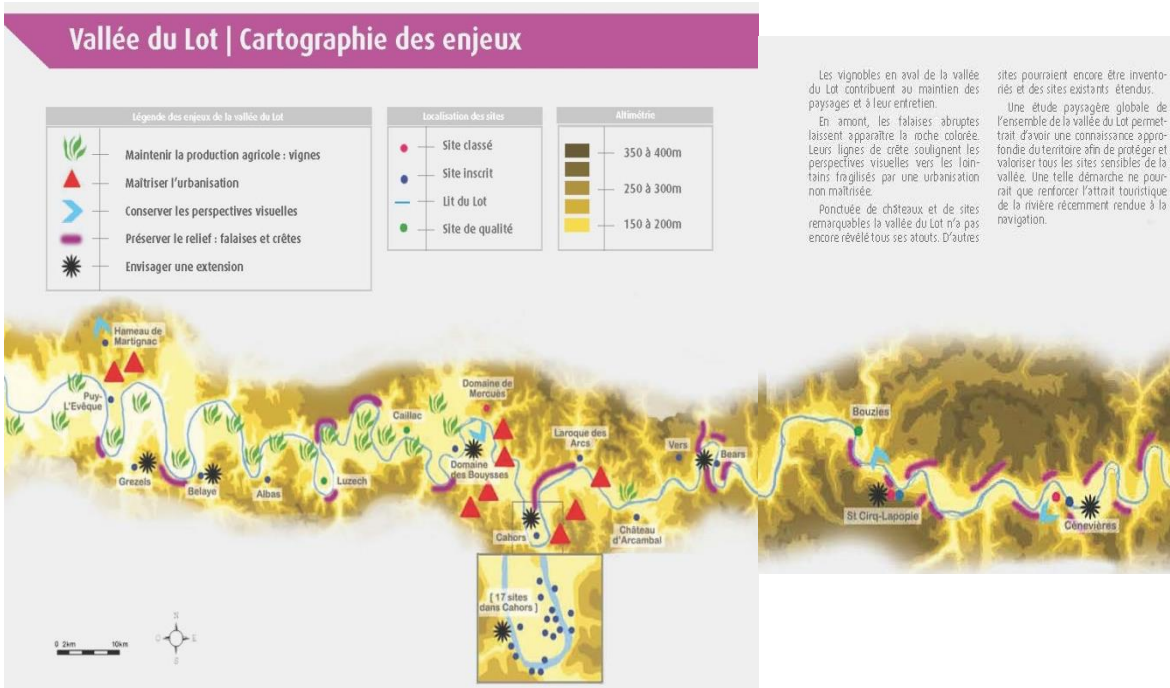 Vallée du Lot | Cartographie des enjeux
Légende des enjeux de la vallée du Lot
Maintenir la production agricole : vignes
Maîtriser l'urbanisation
Conserver les perspectives visuelles
Préserver le relief : falaises et crêtes
Envisager une extension
Localisation des sites
Site classé
Site inscrit
Lit du Lot
Site de qualité
Altimétrie
350 à 400m
250 à 300m
150 à 200m
Les vignobles en aval de la vallée
du Lot contribuent au maintien des
paysages et à leur entretien.
En amont, les falaises abruptes
laissent apparaître la roche colorée.
Leurs lignes de crête soulignent les
perspectives visuelles vers les loin-
tains fragilisés par une urbanisation
non maîtrisée.
Ponctuée de châteaux et de sites
remarquables la vallée du Lot n'a pas
encore révélé tous ses atouts. D'autres
sites pourraient encore être invento-
riés et des sites existants étendus.
Une étude paysagère globale de
l'ensemble de la vallée du Lot permet-
trait d'avoir une connaissance appro-
fondie du territoire afin de protéger et
valoriser tous les sites sensibles de la
vallée. Une telle démarche ne pour-
rait que renforcer l'attrait touristique
de la rivière récemment rendue à la
navigation.
Hameau de
Martignac
Puy-
L'Evêque
Grezels
Belaye
Albas
Luzech
Caillac
Domaine de
Mercuès
Domaine
des Bouysses
Laroque des
Arcs
Cahors
Château
d'Arcambal
Vers
Bears
Bouzies
St Cirq-Lapopie
Cénevières
[ 17 sites
dans Cahors ]
0 2km 10km
N
O E
S